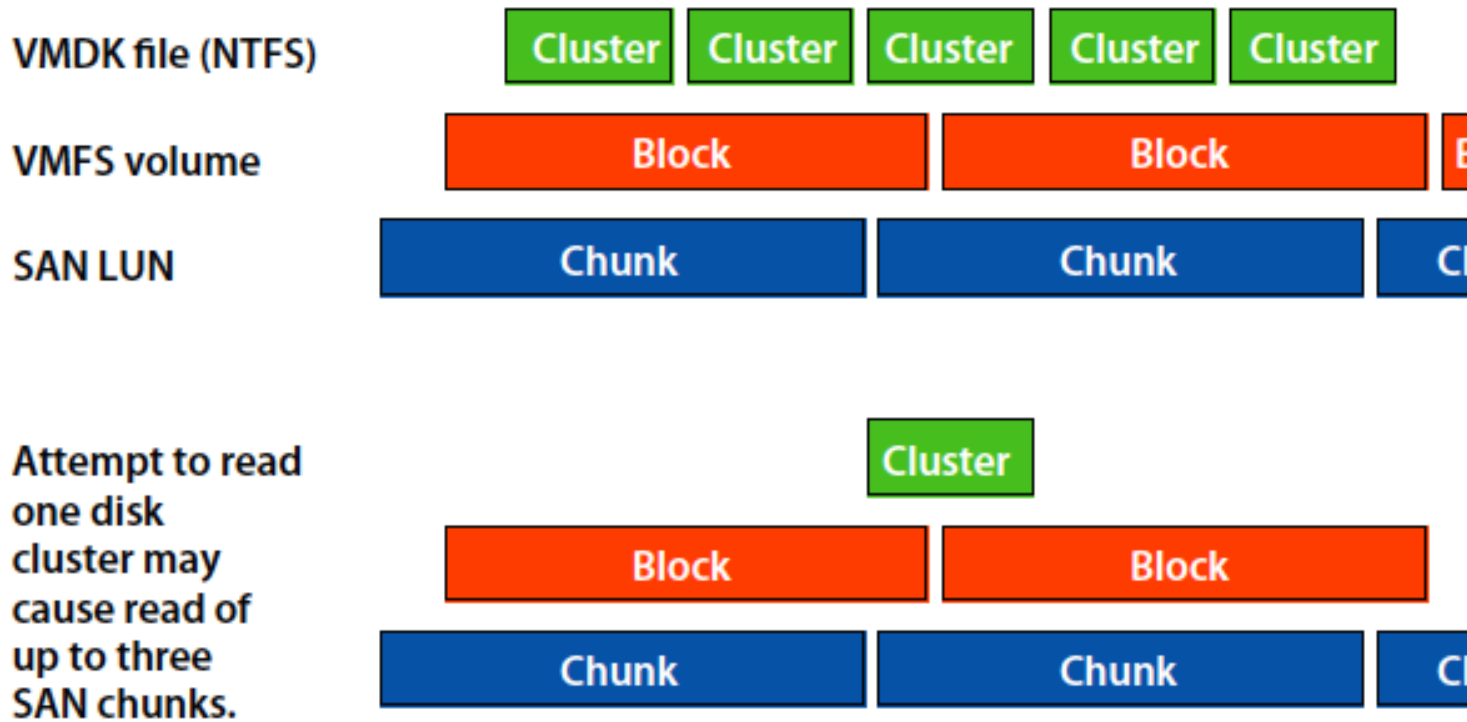 VMDK file (NTFS)
Cluster Cluster Cluster Cluster Cluster
VMFS volume
Block Block
SAN LUN
Chunk Chunk
Attempt to read
one disk
cluster may
cause read of
up to three
SAN chunks.
Cluster
Block Block
Chunk Chunk